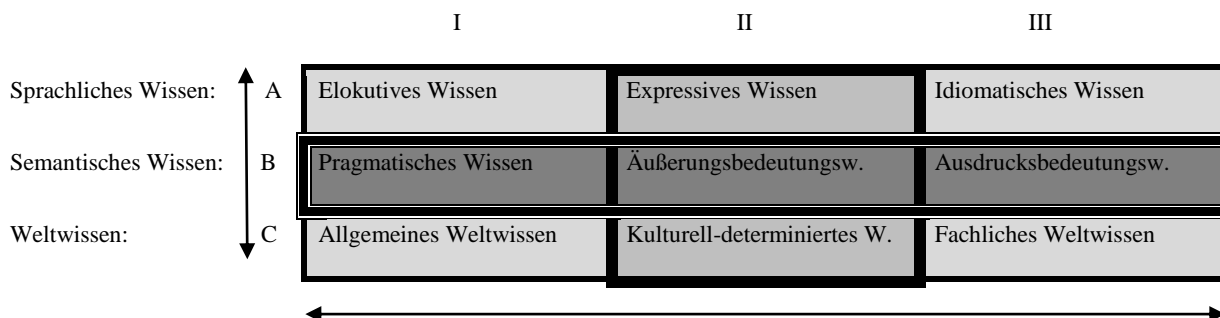 I II III
Sprachliches Wissen: A Elokutives Wissen Expressives Wissen Idiomatisches Wissen
Semantisches Wissen: B Pragmatisches Wissen Äußerungsbedeutungsw. Ausdrucksbedeutungsw.
Weltwissen: C Allgemeines Weltwissen Kulturell-determiniertes W. Fachliches Weltwissen